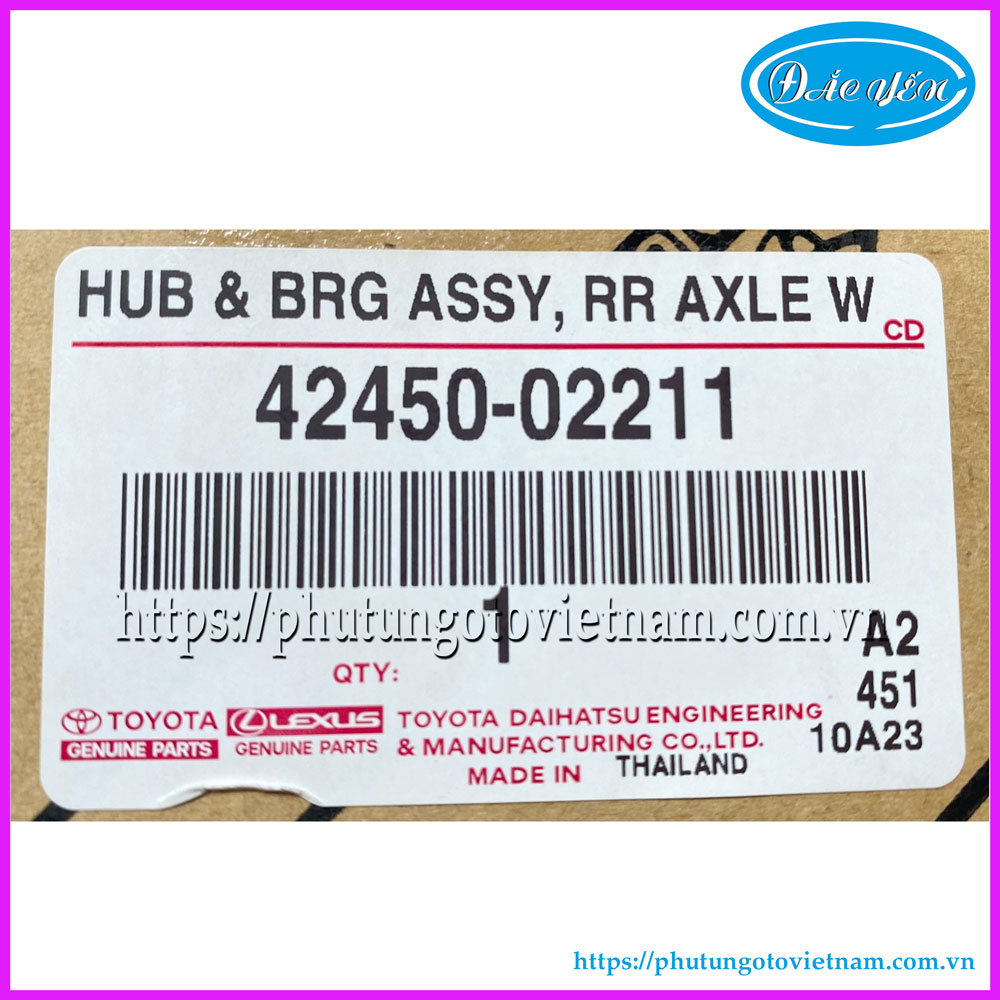 ĐẮC YẾN
HUB & BRG ASSY, RR AXLE W
CD
42450-02211
https://phutungotovietnam.com.vn
1
A2
QTY:
451
TOYOTA
GENUINE PARTS
LEXUS
GENUINE PARTS
TOYOTA DAIHATSU ENGINEERING
& MANUFACTURING CO.,LTD.
10A23
MADE IN THAILAND
https://phutungotovietnam.com.vn